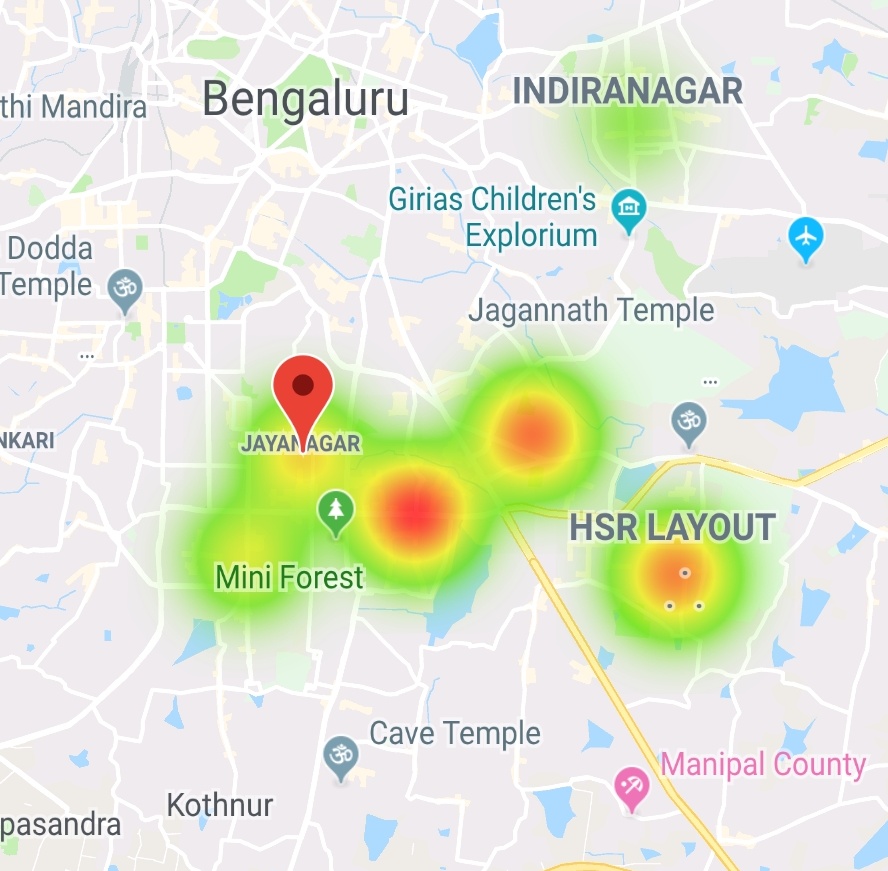 INDIRANAGAR
Bengaluru
thi Mandira
Girias Children's
Explorium
Dodda
Temple
Jagannath Temple
...
...
JAYANAGAR
NKARI
HSR LAYOUT
Mini Forest
Cave Temple
Manipal County
Kothnur
pasandra